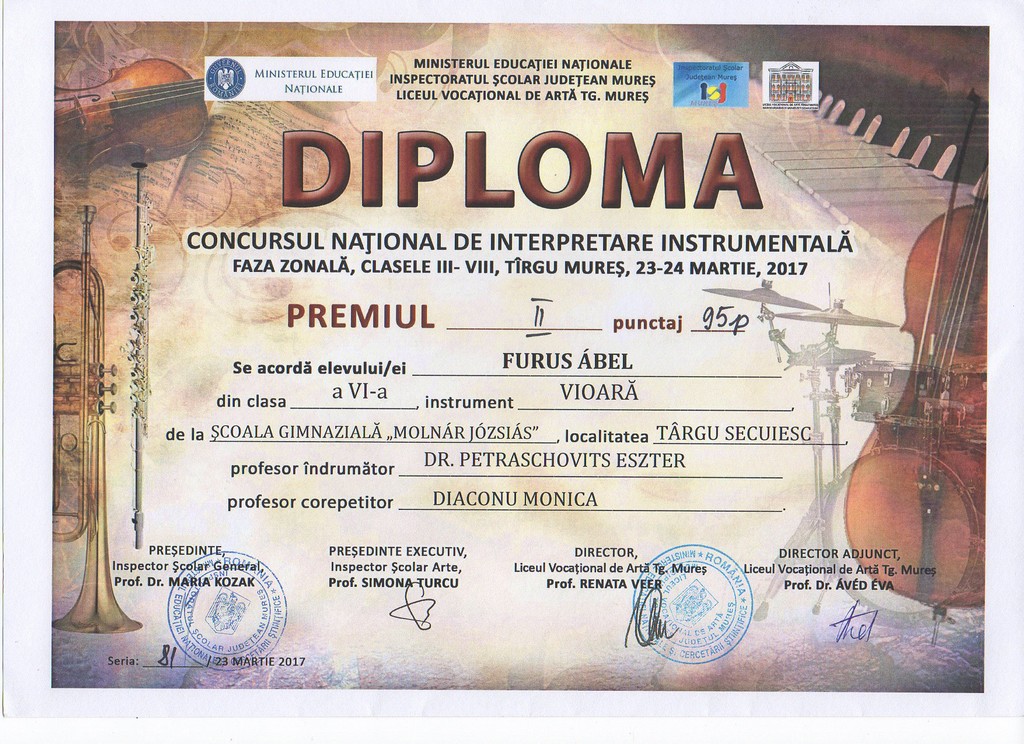 MINISTERUL EDUCAȚIEI
NAȚIONALE
MINISTERUL EDUCAȚIEI NAȚIONALE
INSPECTORATUL ȘCOLAR JUDEȚEAN MUREȘ
LICEUL VOCAȚIONAL DE ARTĂ TG. MUREȘ
Inspectoratul Școlar
Județean Mureș
DIPLOMA
CONCURSUL NAȚIONAL DE INTERPRETARE INSTRUMENTALĂ
FAZA ZONALĂ, CLASELE III- VIII, TÎRGU MUREȘ, 23-24 MARTIE, 2017
PREMIUL II punctaj 95p
Se acordă elevului/ei FURUS ÁBEL
din clasa a VI-a, instrument VIOARĂ,
de la ȘCOALA GIMNAZIALĂ „MOLNÁR JÓZSIÁS”, localitatea TÂRGU SECUIESC,
profesor îndrumător DR. PETRASCHOVITS ESZTER
profesor corepetitor DIACONU MONICA.
PREȘEDINTE,
Inspector Școlar General,
Prof. Dr. MARIA KOZAK
PREȘEDINTE EXECUTIV,
Inspector Școlar Arte,
Prof. SIMONA TURCU
DIRECTOR,
Liceul Vocațional de Artă Tg. Mureș
Prof. RENATA VEER
DIRECTOR ADJUNCT,
Liceul Vocațional de Artă Tg. Mureș
Prof. Dr. ÁVÉD ÉVA
Seria: 81 / 23 MARTIE 2017